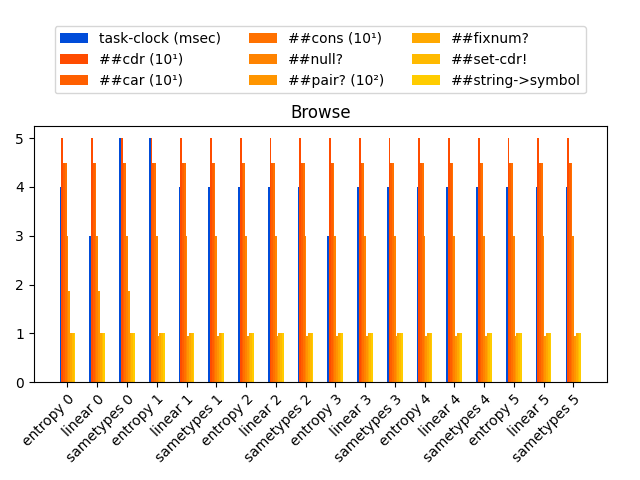 task-clock (msec) ##cons (10¹) ##fixnum?
##cdr (10¹) ##null? ##set-cdr!
##car (10¹) ##pair? (10²) ##string->symbol
Browse
5
4
3
2
1
0
entropy 0 linear 0 sametypes 0 entropy 1 linear 1 sametypes 1 entropy 2 linear 2 sametypes 2 entropy 3 linear 3 sametypes 3 entropy 4 linear 4 sametypes 4 entropy 5 linear 5 sametypes 5